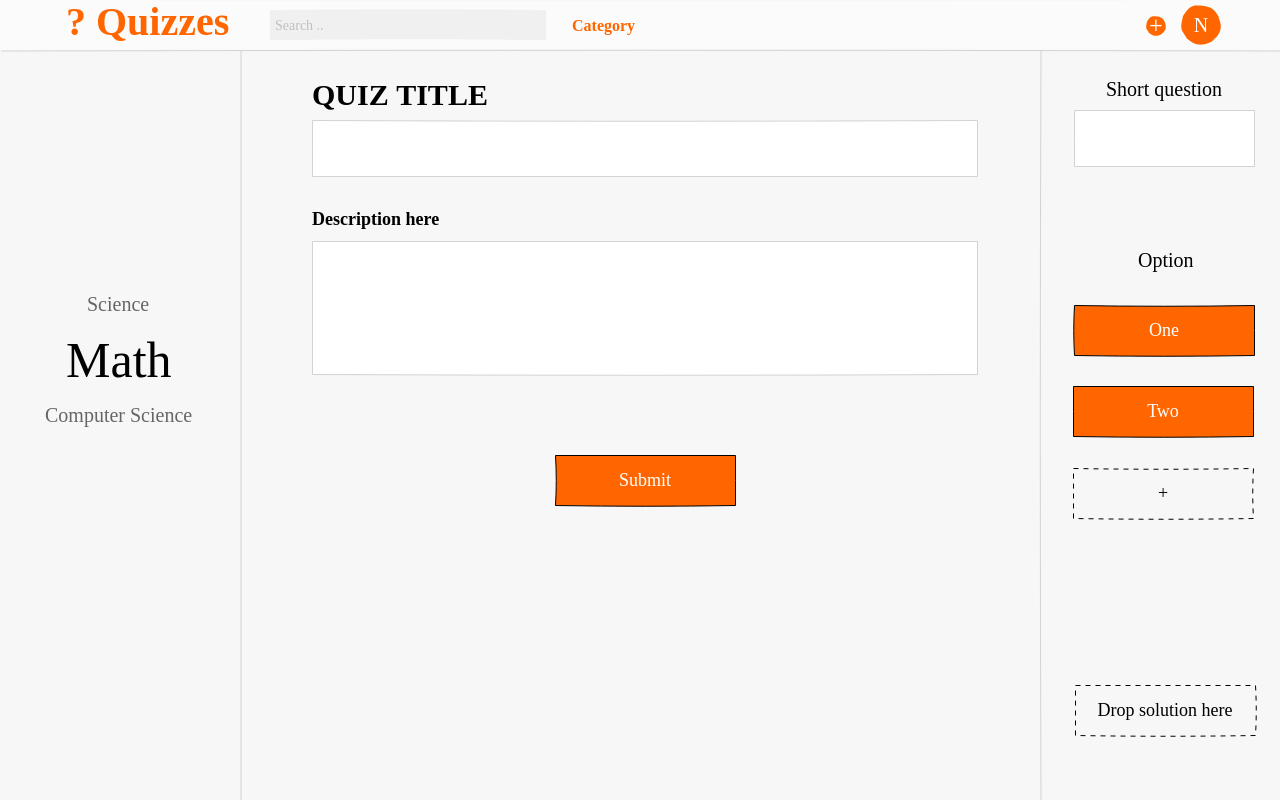 ? Quizzes
Search ..
Category
+
N
Science
Math
Computer Science
QUIZ TITLE
Description here
Submit
Short question
Option
One
Two
+
Drop solution here